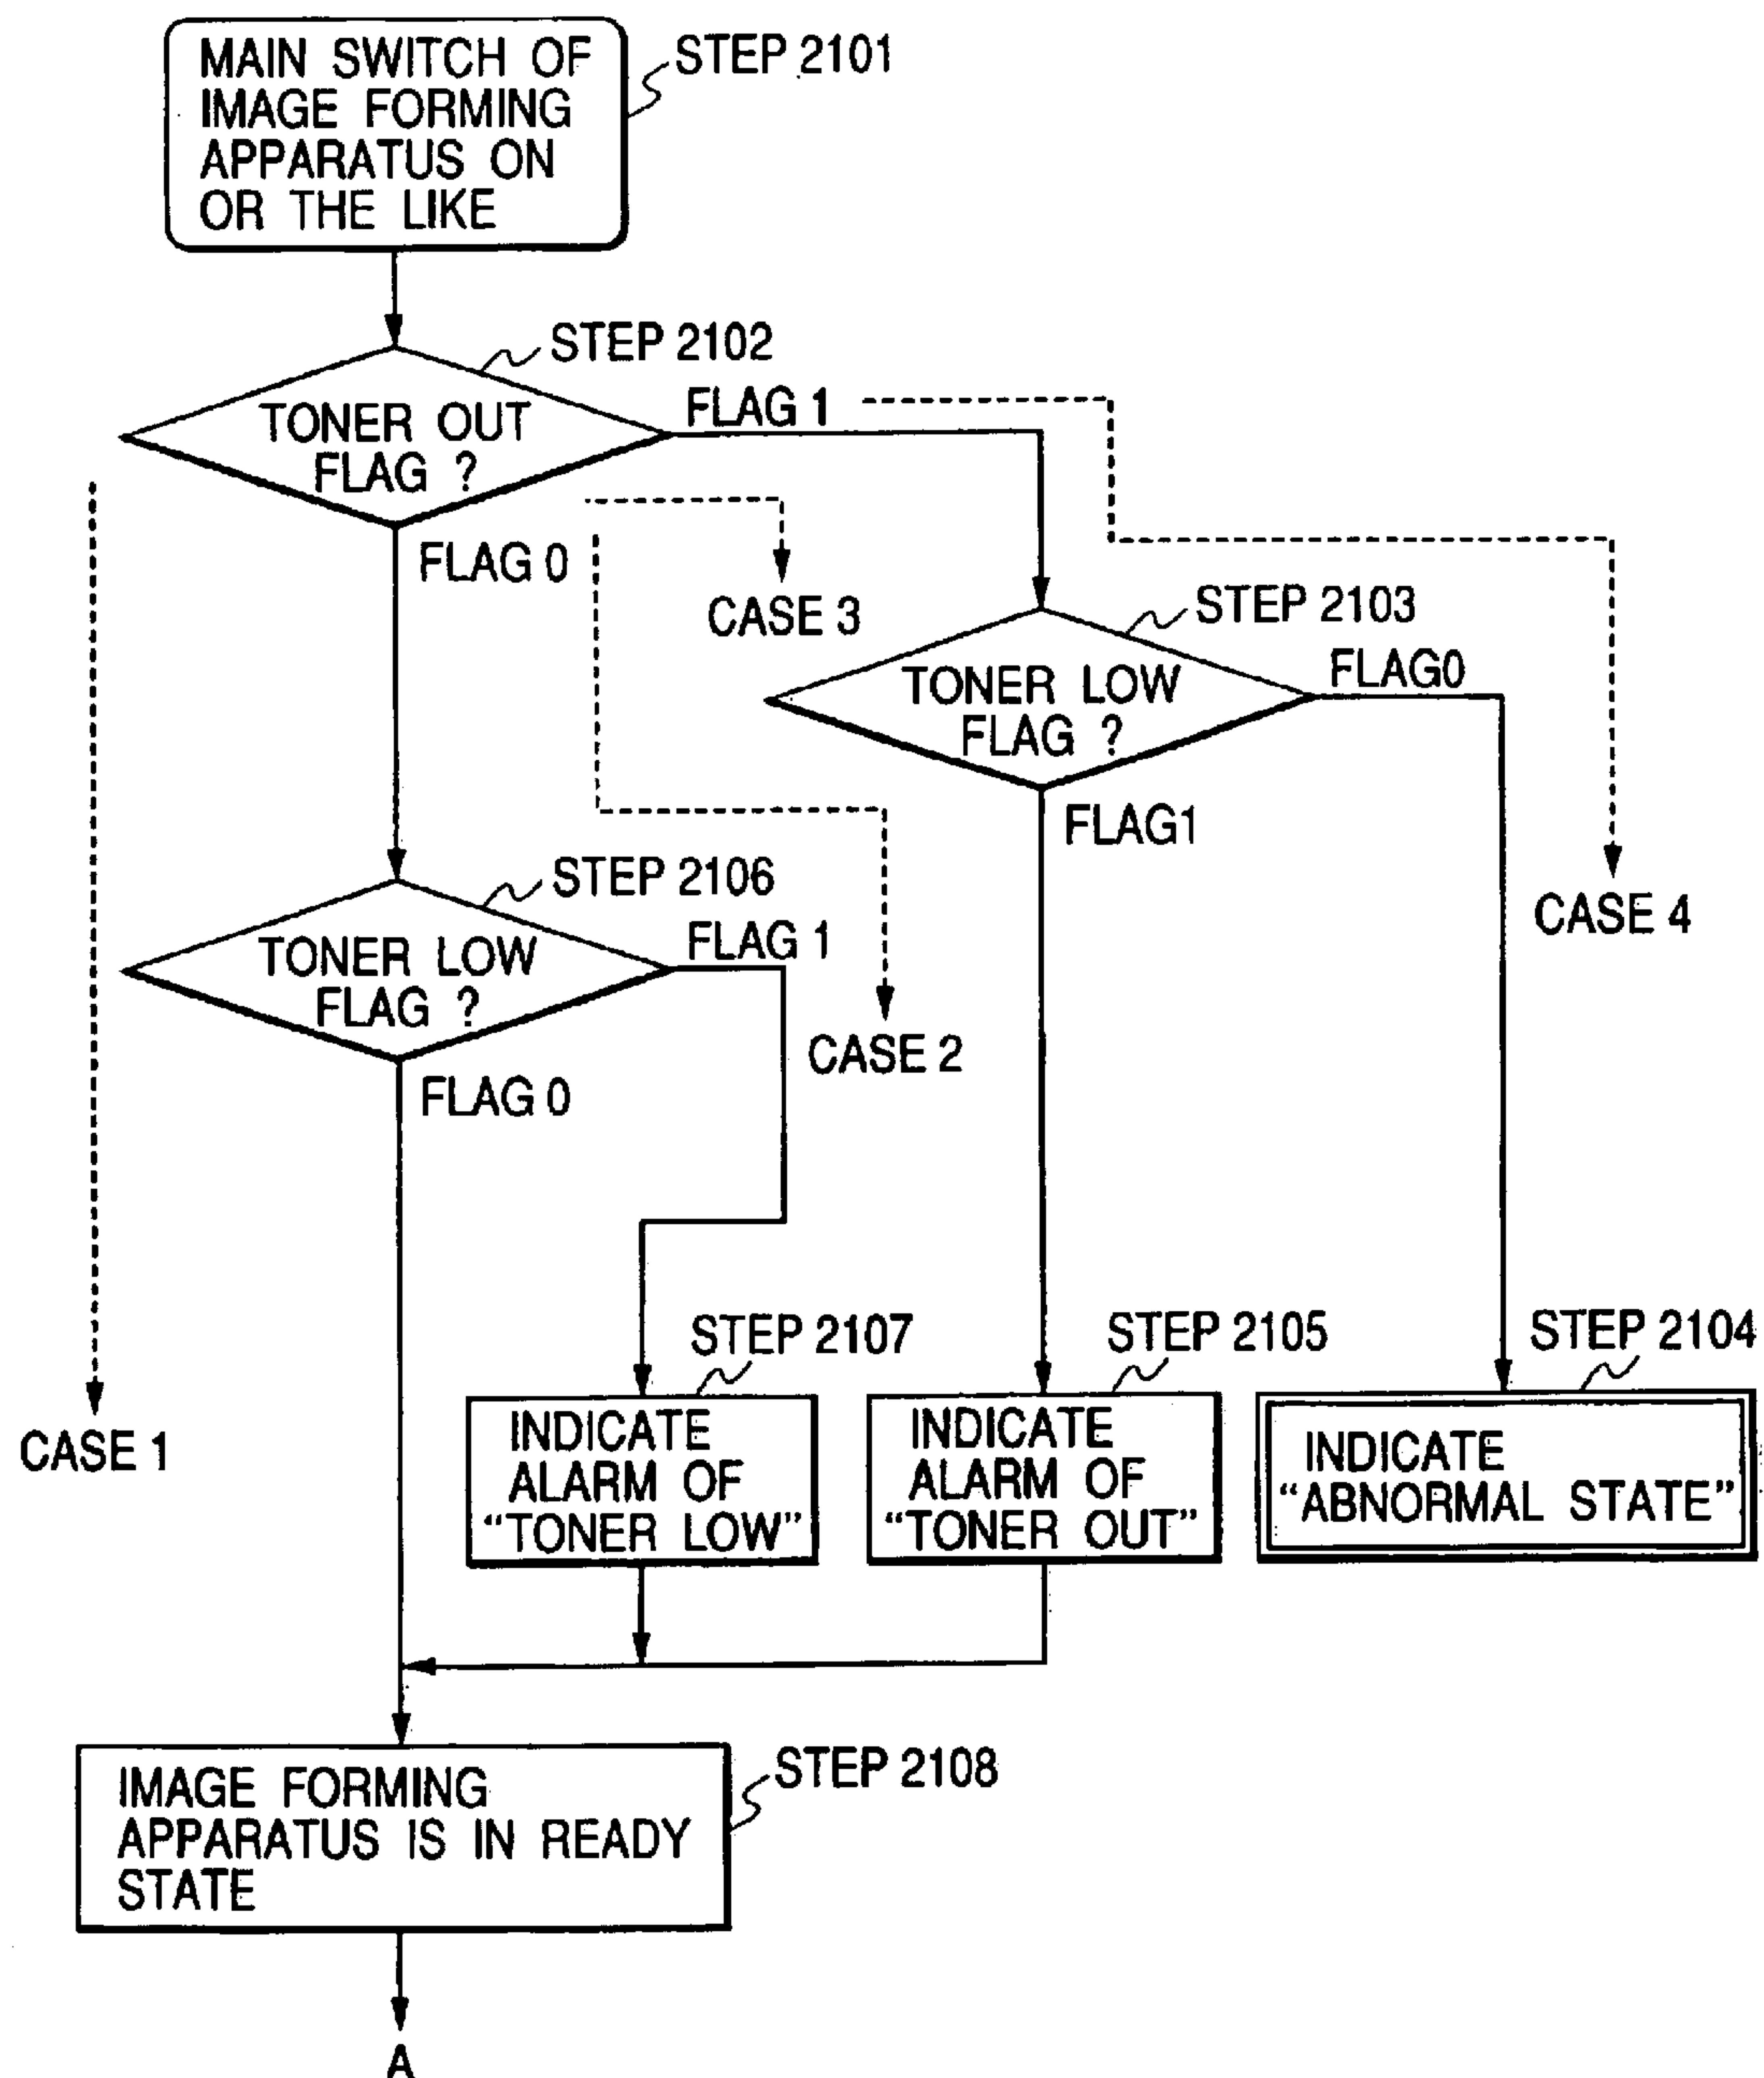 MAIN SWITCH OF
IMAGE FORMING
APPARATUS ON
OR THE LIKE
STEP 2101
STEP 2102
TONER OUT
FLAG ?
FLAG 1
FLAG 0
CASE 3
STEP 2103
TONER LOW
FLAG ?
FLAG0
FLAG1
CASE 4
STEP 2106
TONER LOW
FLAG ?
FLAG 1
CASE 2
FLAG 0
CASE 1
STEP 2107
INDICATE
ALARM OF
“TONER LOW”
STEP 2105
INDICATE
ALARM OF
“TONER OUT”
STEP 2104
INDICATE
“ABNORMAL STATE”
IMAGE FORMING
APPARATUS IS IN READY
STATE
STEP 2108
A